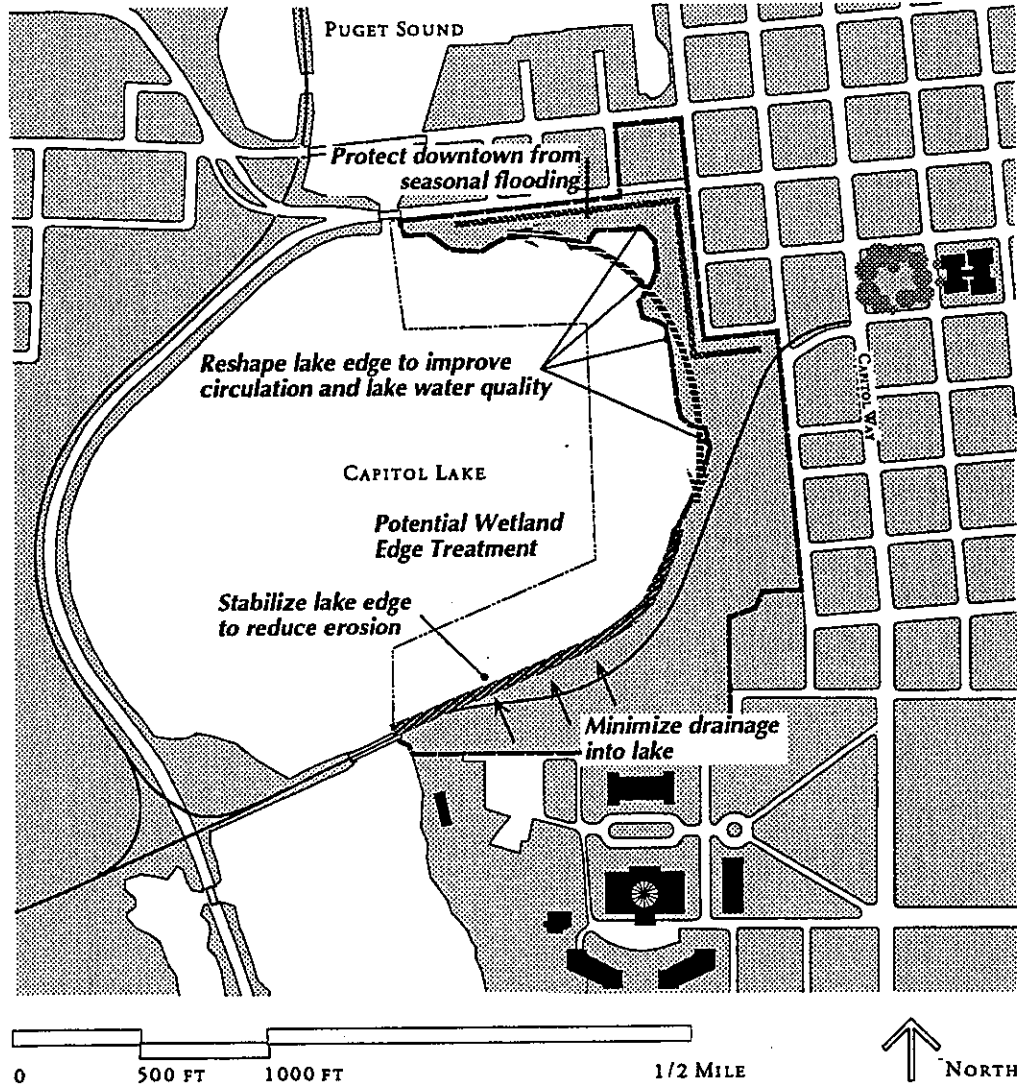 PUGET SOUND
Protect downtown from
seasonal flooding
Reshape lake edge to improve
circulation and lake water quality
CAPITOL WAY
CAPITOL LAKE
Potential Wetland
Edge Treatment
Stabilize lake edge
to reduce erosion
Minimize drainage
into lake
0 500 FT 1000 FT 1/2 MILE NORTH